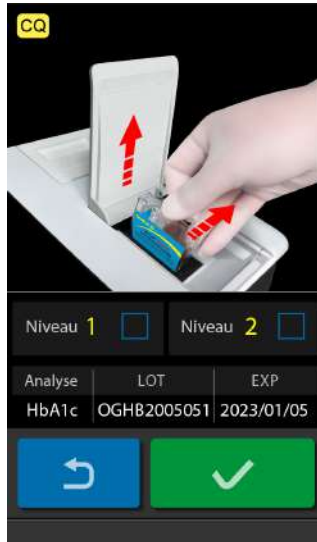 CQ
Niveau 1 Niveau 2
Analyse LOT EXP
HbA1c OGHB2005051 2023/01/05